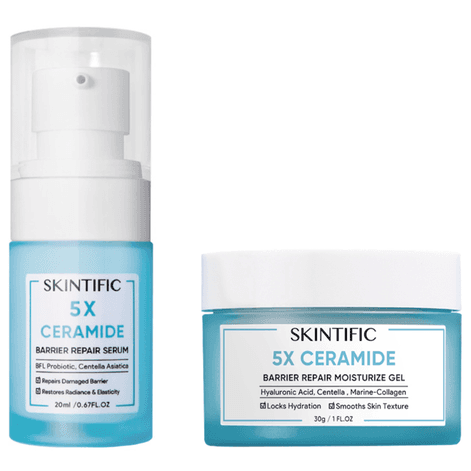 SKINTIFIC
5X
CERAMIDE
BARRIER REPAIR SERUM
BFL Probiotic, Centella Asiatica
Repairs Damaged Barrier
Restores Radiance & Elasticity
20ml / 0.67FL.OZ
SKINTIFIC
5X CERAMIDE
BARRIER REPAIR MOISTURIZE GEL
Hyaluronic Acid, Centella , Marine-Collagen
Locks Hydration Smooths Skin Texture
30g / 1 FL.OZ